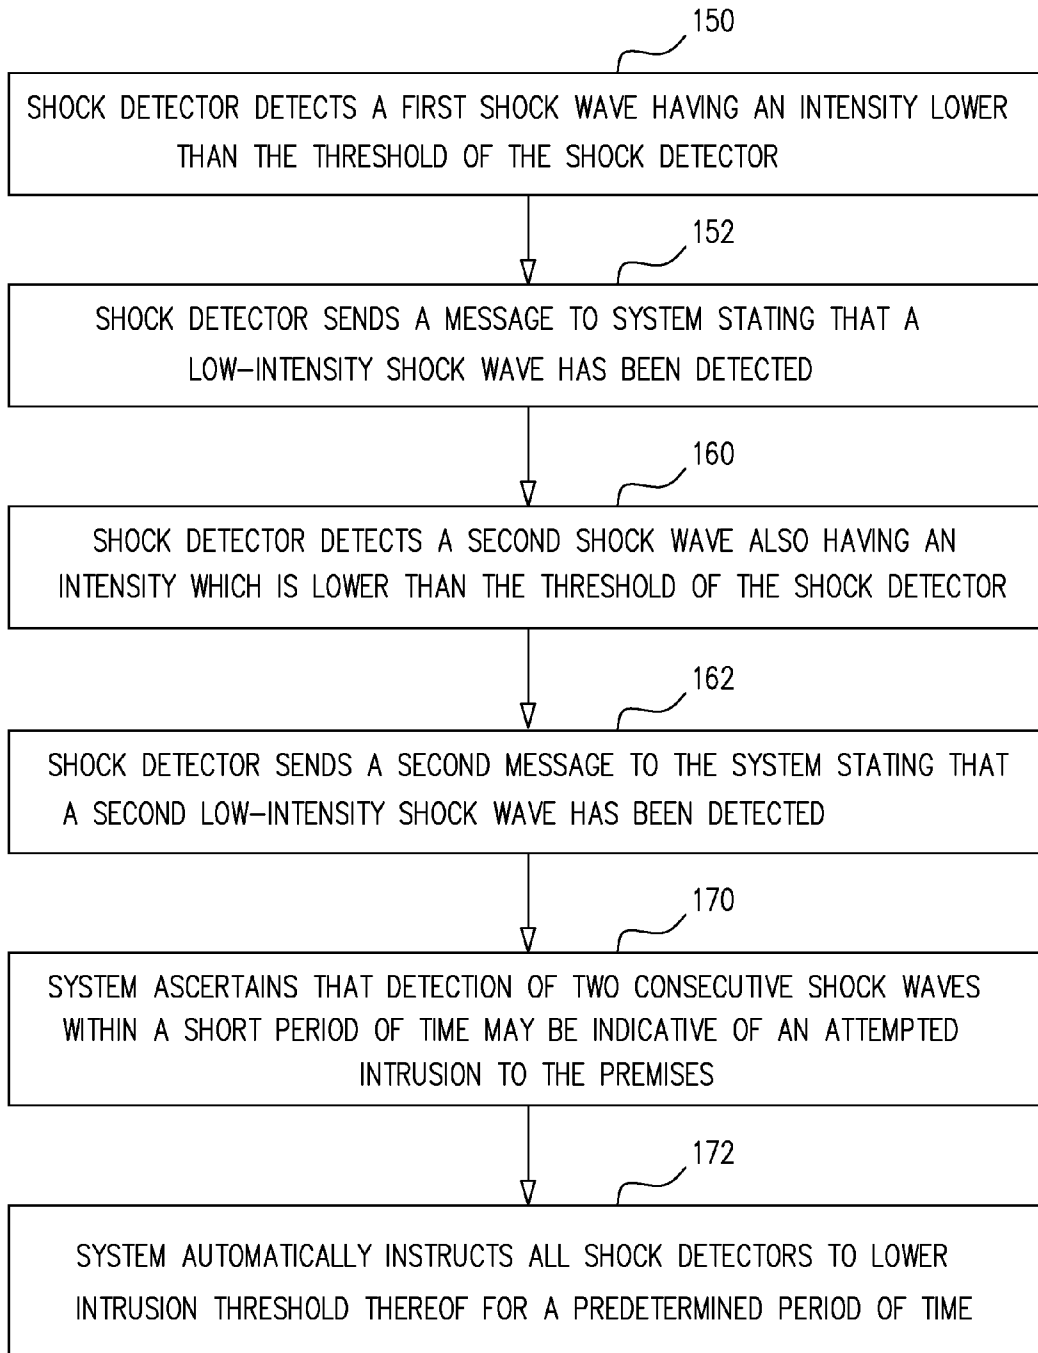 150
SHOCK DETECTOR DETECTS A FIRST SHOCK WAVE HAVING AN INTENSITY LOWER
THAN THE THRESHOLD OF THE SHOCK DETECTOR
152
SHOCK DETECTOR SENDS A MESSAGE TO SYSTEM STATING THAT A
LOW-INTENSITY SHOCK WAVE HAS BEEN DETECTED
160
SHOCK DETECTOR DETECTS A SECOND SHOCK WAVE ALSO HAVING AN
INTENSITY WHICH IS LOWER THAN THE THRESHOLD OF THE SHOCK DETECTOR
162
SHOCK DETECTOR SENDS A SECOND MESSAGE TO THE SYSTEM STATING THAT
A SECOND LOW-INTENSITY SHOCK WAVE HAS BEEN DETECTED
170
SYSTEM ASCERTAINS THAT DETECTION OF TWO CONSECUTIVE SHOCK WAVES
WITHIN A SHORT PERIOD OF TIME MAY BE INDICATIVE OF AN ATTEMPTED
INTRUSION TO THE PREMISES
172
SYSTEM AUTOMATICALLY INSTRUCTS ALL SHOCK DETECTORS TO LOWER
INTRUSION THRESHOLD THEREOF FOR A PREDETERMINED PERIOD OF TIME